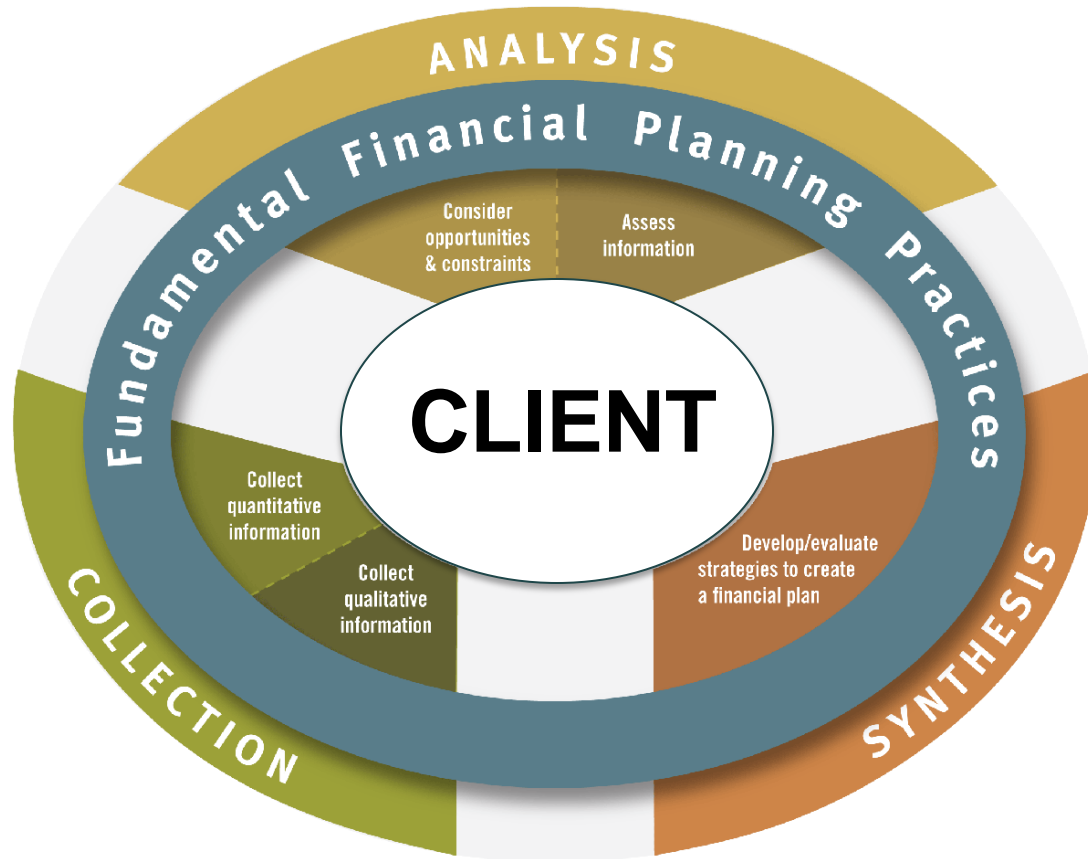 ANALYSIS
Fundamental Financial Planning Practices
Consider
opportunities
& constraints
Assess
information
CLIENT
Collect
quantitative
information
Collect
qualitative
information
Develop/evaluate
strategies to create
a financial plan
COLLECTION
SYNTHESIS